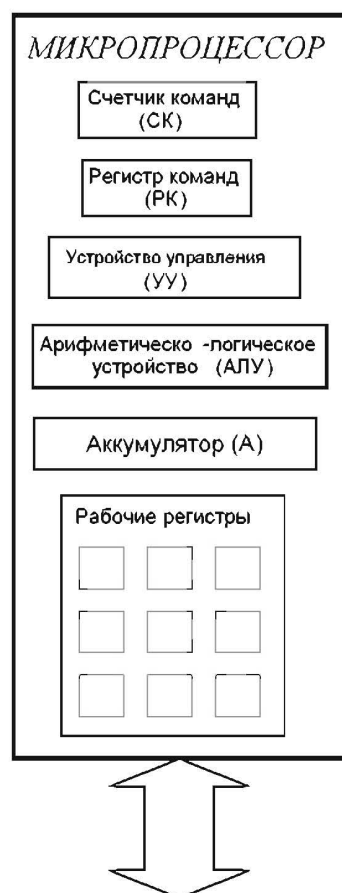 МИКРОПРОЦЕССОР
Счетчик команд
(СК)
Регистр команд
(РК)
Устройство управления
(УУ)
Арифметическо -логическое
устройство (АЛУ)
Аккумулятор (А)
Рабочие регистры